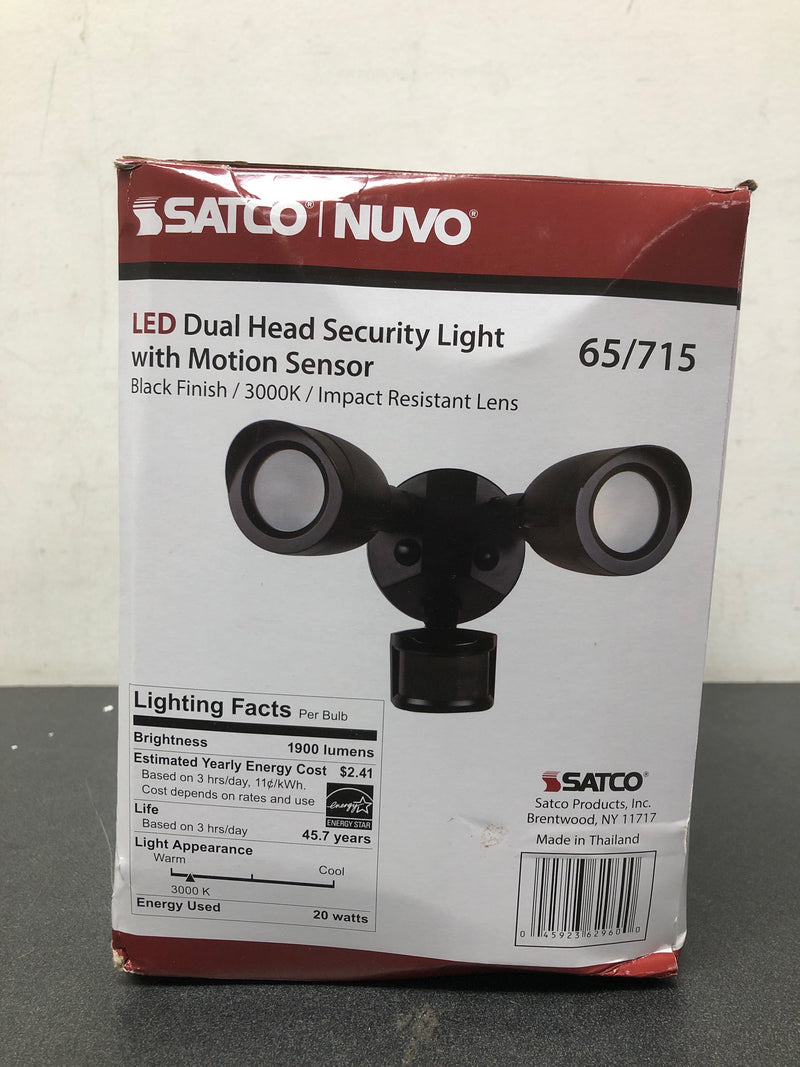 SATCO® | NUVO®
LED Dual Head Security Light
with Motion Sensor
65/715
Black Finish / 3000K / Impact Resistant Lens
Lighting Facts Per Bulb
Brightness 1900 lumens
Estimated Yearly Energy Cost $2.41
Based on 3 hrs/day, 11¢/kWh.
Cost depends on rates and use
energy
ENERGY STAR
Life
Based on 3 hrs/day 45.7 years
Light Appearance
Warm Cool
3000 K
Energy Used 20 watts
SATCO®
Satco Products, Inc.
Brentwood, NY 11717
Made in Thailand
0 45923 62960 0